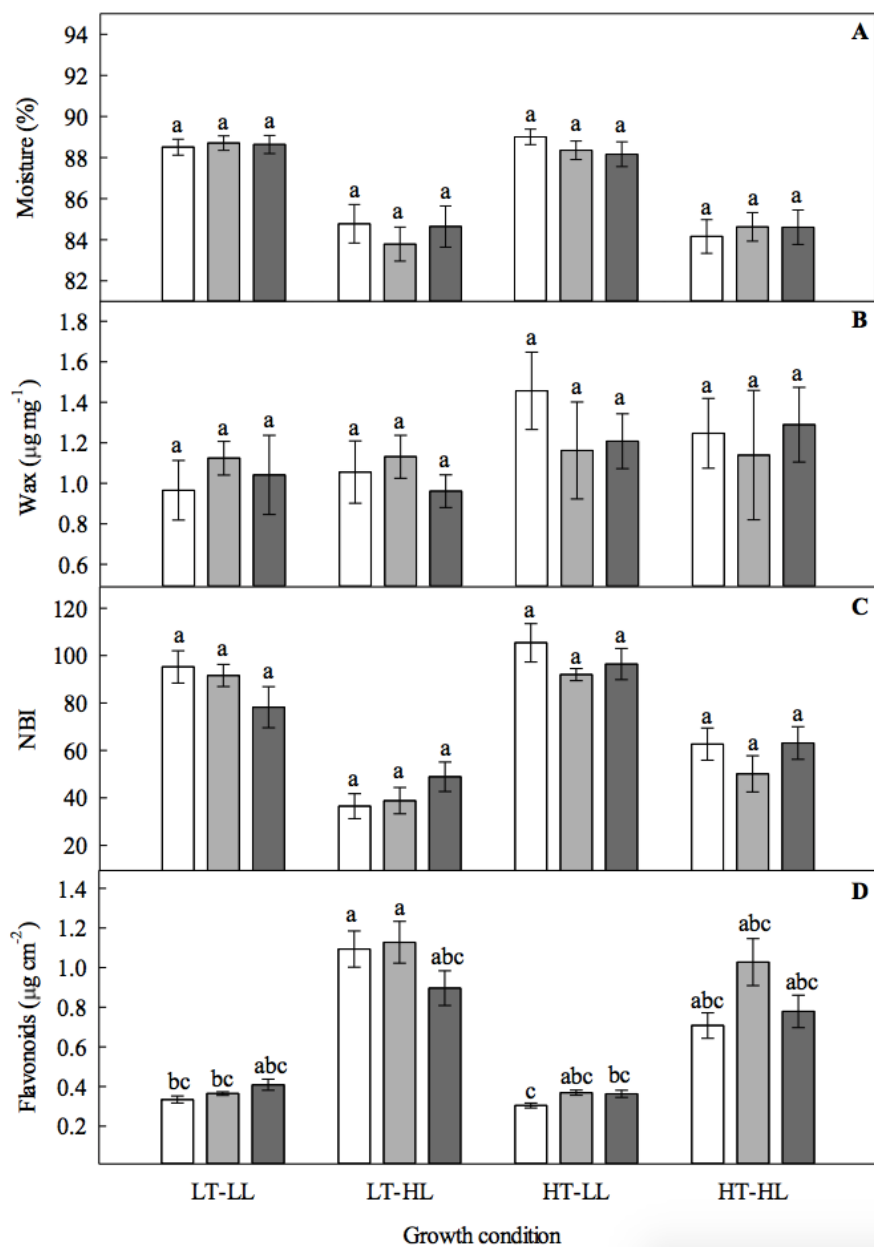 A
Moisture (%)
94
92
90
88
86
84
82
a a a a a a a a a a a a
B
Wax (µg mg⁻¹)
1.8
1.6
1.4
1.2
1.0
0.8
0.6
a a a a a a a a a a a a
C
NBI
120
100
80
60
40
20
a a a a a a a a a a a a
D
Flavonoids (µg cm⁻²)
1.4
1.2
1.0
0.8
0.6
0.4
0.2
bc bc abc a a abc c abc bc abc abc abc
LT-LL LT-HL HT-LL HT-HL
Growth condition